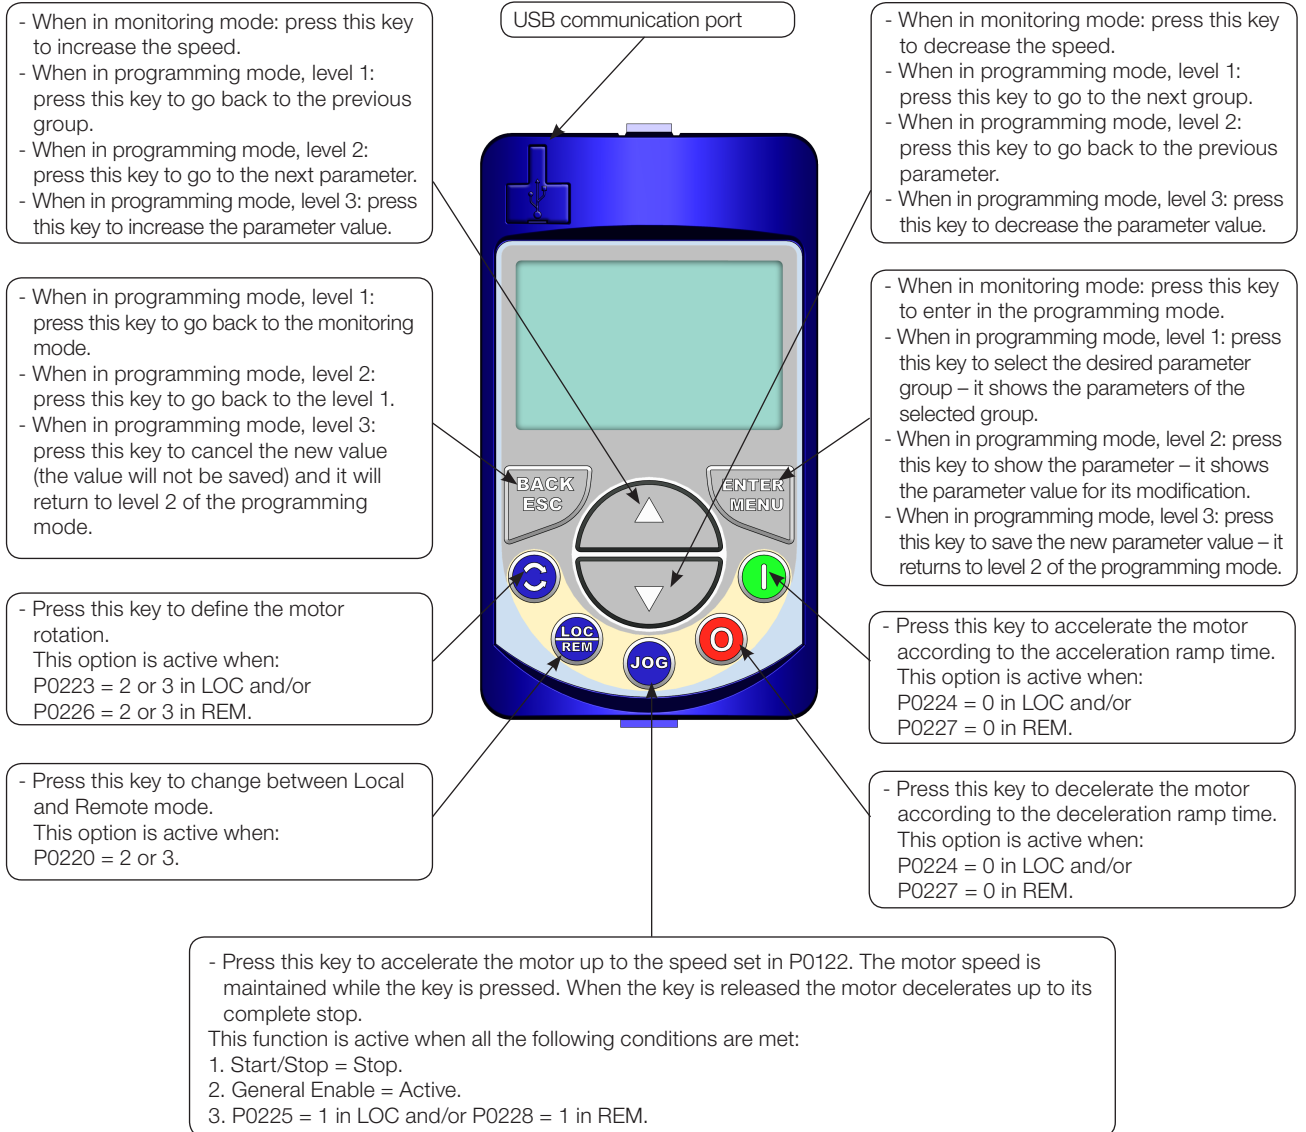 - When in monitoring mode: press this key
to increase the speed.
- When in programming mode, level 1:
press this key to go back to the previous
group.
- When in programming mode, level 2:
press this key to go to the next parameter.
- When in programming mode, level 3: press
this key to increase the parameter value.
USB communication port
- When in monitoring mode: press this key
to decrease the speed.
- When in programming mode, level 1:
press this key to go to the next group.
- When in programming mode, level 2:
press this key to go back to the previous
parameter.
- When in programming mode, level 3: press
this key to decrease the parameter value.
- When in programming mode, level 1:
press this key to go back to the monitoring
mode.
- When in programming mode, level 2:
press this key to go back to the level 1.
- When in programming mode, level 3:
press this key to cancel the new value
(the value will not be saved) and it will
return to level 2 of the programming
mode.
- When in monitoring mode: press this key
to enter in the programming mode.
- When in programming mode, level 1: press
this key to select the desired parameter
group – it shows the parameters of the
selected group.
- When in programming mode, level 2: press
this key to show the parameter – it shows
the parameter value for its modification.
- When in programming mode, level 3: press
this key to save the new parameter value – it
returns to level 2 of the programming mode.
BACK
ESC
ENTER
MENU
LOC
REM
JOG
- Press this key to define the motor
rotation.
This option is active when:
P0223 = 2 or 3 in LOC and/or
P0226 = 2 or 3 in REM.
- Press this key to accelerate the motor
according to the acceleration ramp time.
This option is active when:
P0224 = 0 in LOC and/or
P0227 = 0 in REM.
- Press this key to change between Local
and Remote mode.
This option is active when:
P0220 = 2 or 3.
- Press this key to decelerate the motor
according to the deceleration ramp time.
This option is active when:
P0224 = 0 in LOC and/or
P0227 = 0 in REM.
- Press this key to accelerate the motor up to the speed set in P0122. The motor speed is
maintained while the key is pressed. When the key is released the motor decelerates up to its
complete stop.
This function is active when all the following conditions are met:
1. Start/Stop = Stop.
2. General Enable = Active.
3. P0225 = 1 in LOC and/or P0228 = 1 in REM.